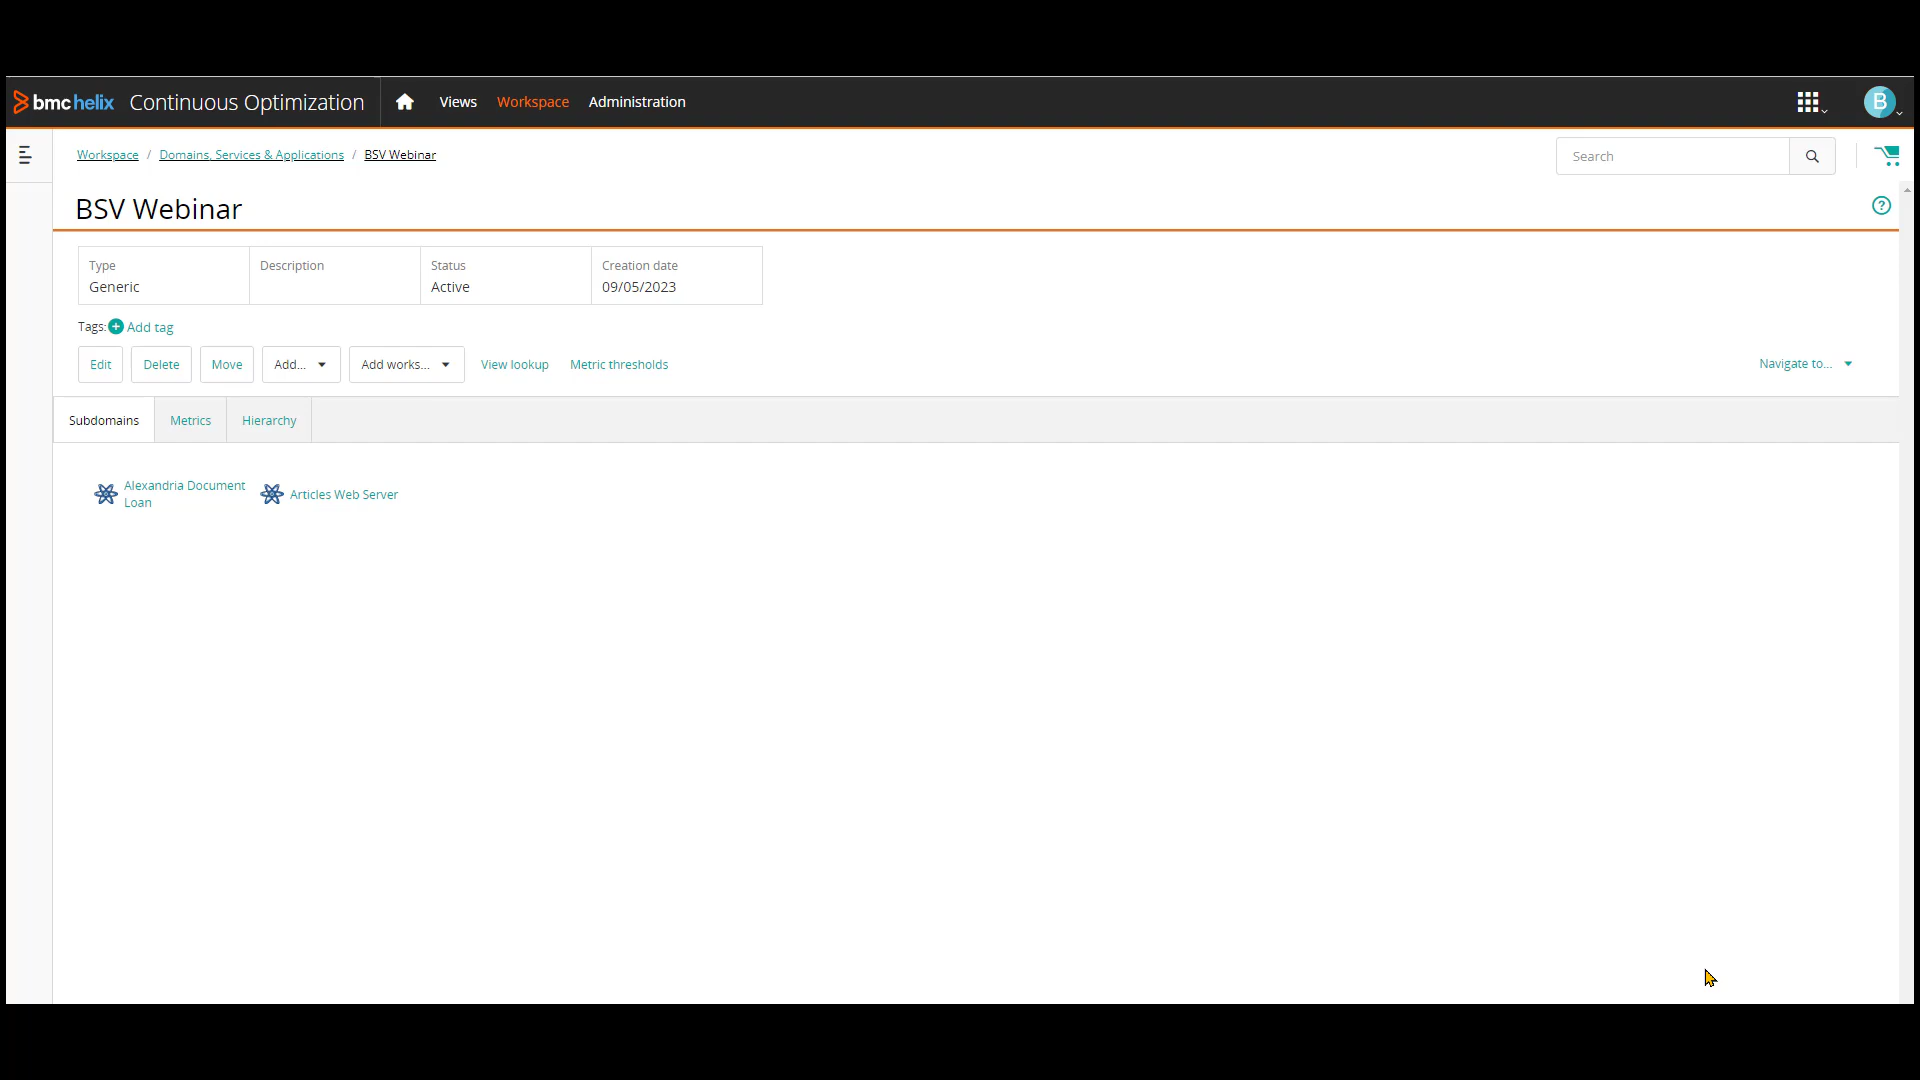 bmc helix Continuous Optimization Views Workspace Administration B
Workspace / Domains, Services & Applications / BSV Webinar Search
BSV Webinar ?
Type Description Status Creation date
Generic Active 09/05/2023
Tags: Add tag
Edit Delete Move Add... Add works... View lookup Metric thresholds Navigate to...
Subdomains Metrics Hierarchy
Alexandria Document
Loan
Articles Web Server